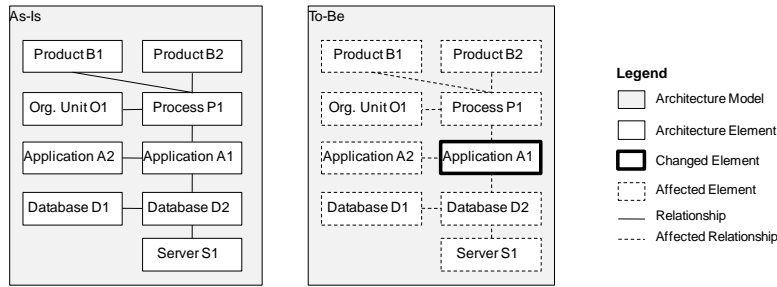 As-Is
Product B1
Product B2
Org. Unit O1
Process P1
Application A2
Application A1
Database D1
Database D2
Server S1
To-Be
Product B1
Product B2
Org. Unit O1
Process P1
Application A2
Application A1
Database D1
Database D2
Server S1
Legend
Architecture Model
Architecture Element
Changed Element
Affected Element
Relationship
Affected Relationship